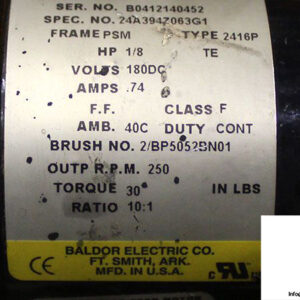 SER. NO. B0412140452
SPEC. NO. 24A394Z063G1
FRAME PSM TYPE 2416P
HP 1/8 TE
VOLTS 180DC
AMPS .74
F.F. CLASS F
AMB. 40C DUTY CONT
BRUSH NO. 2/BP5052BN01
OUTP R.P.M. 250
TORQUE 30 IN LBS
RATIO 10:1
BALDOR ELECTRIC CO.
FT. SMITH, ARK.
MFD. IN U.S.A.
CE